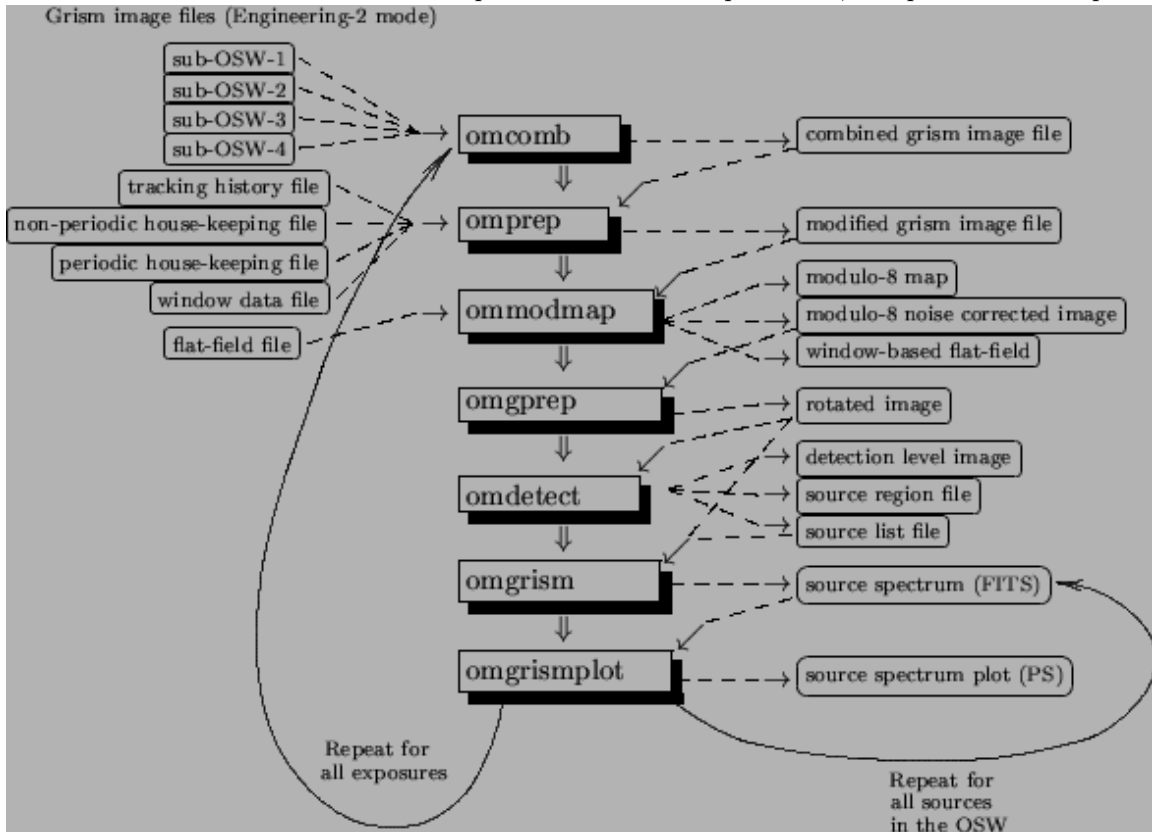 Grism image files (Engineering-2 mode)
sub-OSW-1
sub-OSW-2
sub-OSW-3
sub-OSW-4
omcomb
combined grism image file
tracking history file
non-periodic house-keeping file
periodic house-keeping file
window data file
omprep
modified grism image file
flat-field file
ommodmap
modulo-8 map
modulo-8 noise corrected image
window-based flat-field
omgprep
rotated image
omdetect
detection level image
source region file
source list file
omgrism
source spectrum (FITS)
omgrismplot
source spectrum plot (PS)
Repeat for
all exposures
Repeat for
all sources
in the OSW